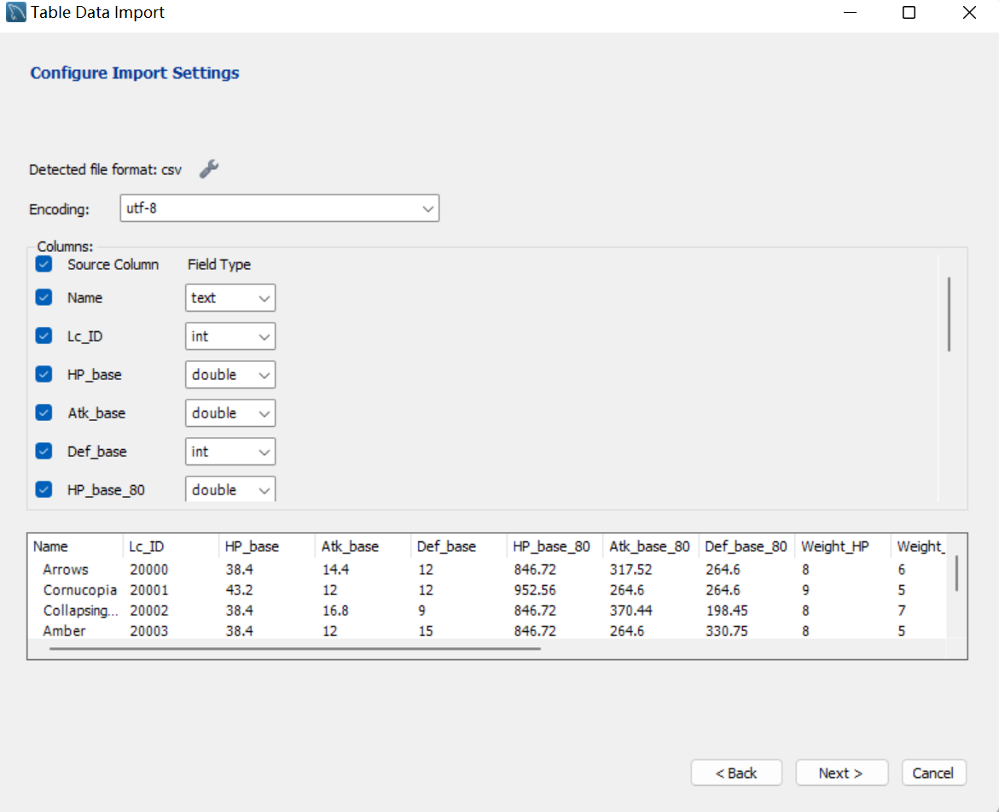 Table Data Import
Configure Import Settings
Detected file format: csv
Encoding: utf-8
Columns:
Source Column Field Type
Name text
Lc_ID int
HP_base double
Atk_base double
Def_base int
HP_base_80 double
Name Lc_ID HP_base Atk_base Def_base HP_base_80 Atk_base_80 Def_base_80 Weight_HP Weight_
Arrows 20000 38.4 14.4 12 846.72 317.52 264.6 8 6
Cornucopia 20001 43.2 12 12 952.56 264.6 264.6 9 5
Collapsing... 20002 38.4 16.8 9 846.72 370.44 198.45 8 7
Amber 20003 38.4 12 15 846.72 264.6 330.75 8 5
< Back Next > Cancel